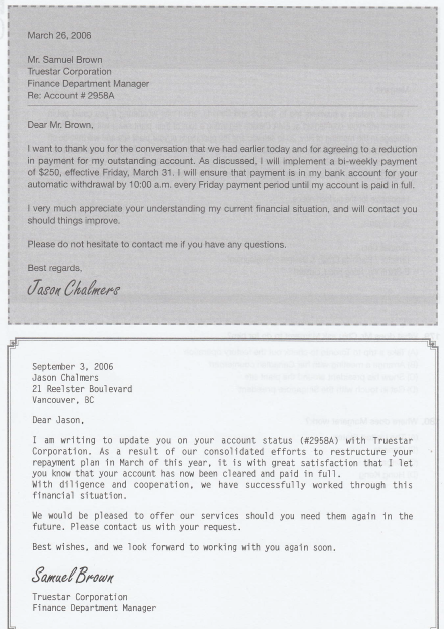 March 26, 2006
Mr. Samuel Brown
Truestar Corporation
Finance Department Manager
Re: Account # 2958A
Dear Mr. Brown,
I want to thank you for the conversation that we had earlier today and for agreeing to a reduction
in payment for my outstanding account. As discussed, I will implement a bi-weekly payment
of $250, effective Friday, March 31. I will ensure that payment is in my bank account for your
automatic withdrawal by 10:00 a.m. every Friday payment period until my account is paid in full.
I very much appreciate your understanding my current financial situation, and will contact you
should things improve.
Please do not hesitate to contact me if you have any questions.
Best regards,
Jason Chalmers
September 3, 2006
Jason Chalmers
21 Reelster Boulevard
Vancouver, BC
Dear Jason,
I am writing to update you on your account status (#2958A) with Truestar
Corporation. As a result of our consolidated efforts to restructure your
repayment plan in March of this year, it is with great satisfaction that I let
you know that your account has now been cleared and paid in full.
With diligence and cooperation, we have successfully worked through this
financial situation.
We would be pleased to offer our services should you need them again in the
future. Please contact us with your request.
Best wishes, and we look forward to working with you again soon.
Samuel Brown
Truestar Corporation
Finance Department Manager